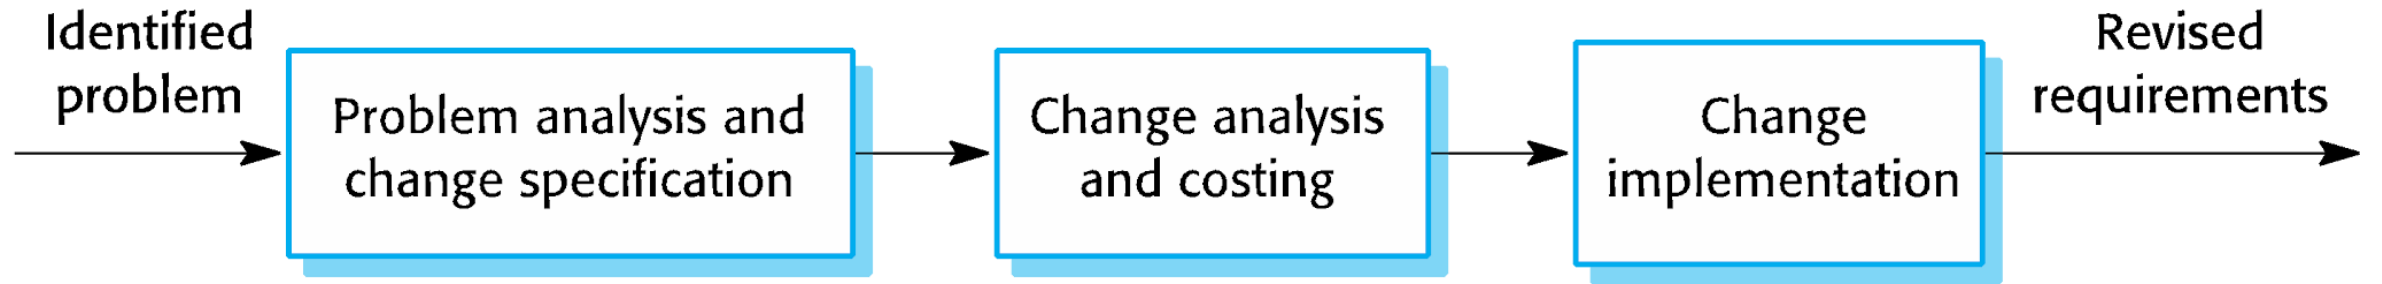 Identified
problem
Problem analysis and
change specification
Change analysis
and costing
Change
implementation
Revised
requirements